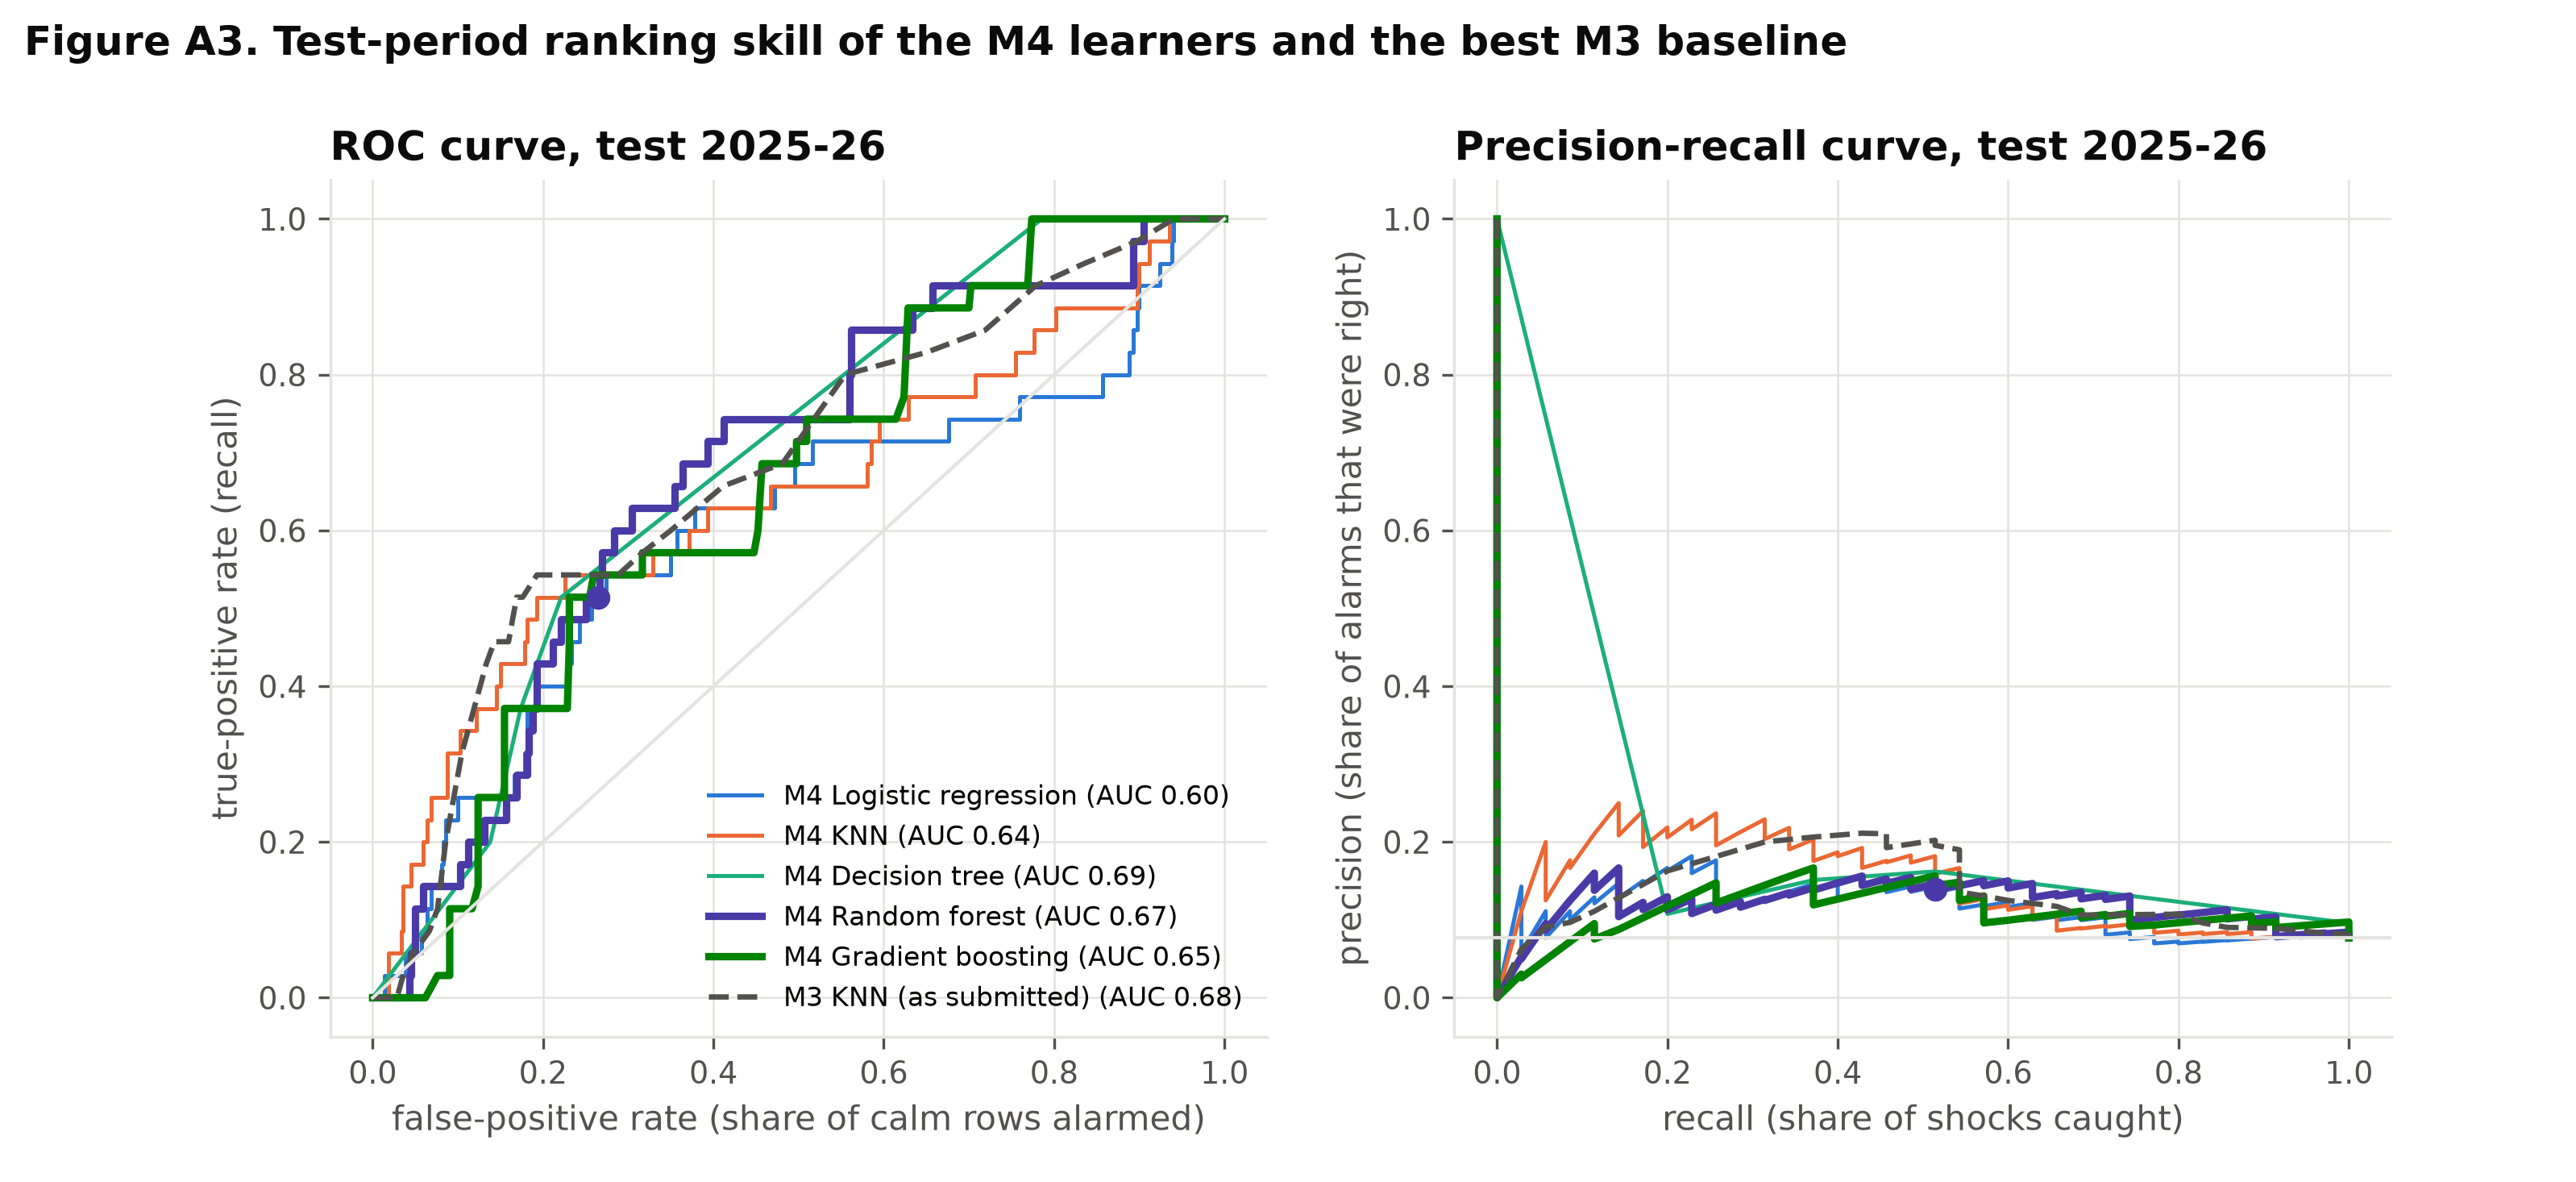 Figure A3. Test-period ranking skill of the M4 learners and the best M3 baseline
ROC curve, test 2025-26
true-positive rate (recall)
1.0
0.8
0.6
0.4
0.2
0.0
M4 Logistic regression (AUC 0.60)
M4 KNN (AUC 0.64)
M4 Decision tree (AUC 0.69)
M4 Random forest (AUC 0.67)
M4 Gradient boosting (AUC 0.65)
M3 KNN (as submitted) (AUC 0.68)
0.0 0.2 0.4 0.6 0.8 1.0
false-positive rate (share of calm rows alarmed)
Precision-recall curve, test 2025-26
precision (share of alarms that were right)
1.0
0.8
0.6
0.4
0.2
0.0
0.0 0.2 0.4 0.6 0.8 1.0
recall (share of shocks caught)